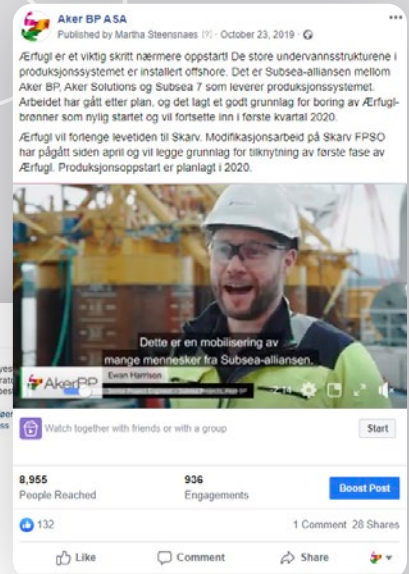 Aker BP ASA
Published by Martha Steensnaes [?] · October 23, 2019 ·
Ærfugl er et viktig skritt nærmere oppstart! De store undervannsstrukturene i
produksjonssystemet er installert offshore. Det er Subsea-alliansen mellom
Aker BP, Aker Solutions og Subsea 7 som leverer produksjonssystemet.
Arbeidet har gått etter plan, og det lagt et godt grunnlag for boring av Ærfugl-
brønner som nylig startet og vil fortsette inn i første kvartal 2020.
Ærfugl vil forlenge levetiden til Skarv. Modifikasjonsarbeid på Skarv FPSO
har pågått siden april og vil legge grunnlag for tilknytning av første fase av
Ærfugl. Produksjonsoppstart er planlagt i 2020.
Dette er en mobilisering av
mange mennesker fra Subsea-alliansen.
AkerBP
Ewan Harrison
-2:14
Watch together with friends or with a group
Start
8,955
People Reached
936
Engagements
Boost Post
132
1 Comment 28 Shares
Like
Comment
Share